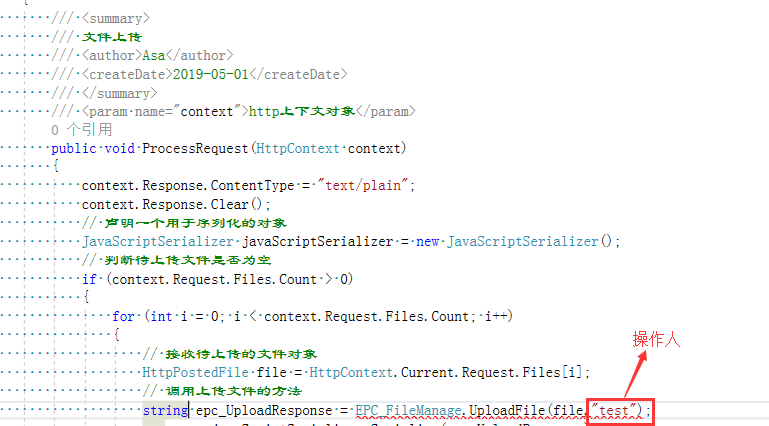 {
/// <summary>
/// 文件上传
/// <author>Asa</author>
/// <createDate>2019-05-01</createDate>
/// </summary>
/// <param name="context">http上下文对象</param>
0 个引用
public void ProcessRequest(HttpContext context)
{
context.Response.ContentType = "text/plain";
context.Response.Clear();
// 声明一个用于序列化的对象
JavaScriptSerializer javaScriptSerializer = new JavaScriptSerializer();
// 判断待上传文件是否为空
if (context.Request.Files.Count > 0)
{
for (int i = 0; i < context.Request.Files.Count; i++)
{
操作人
// 接收待上传的文件对象
HttpPostedFile file = HttpContext.Current.Request.Files[i];
// 调用上传文件的方法
string epc_UploadResponse = EPC_FileManage.UploadFile(file,"test");